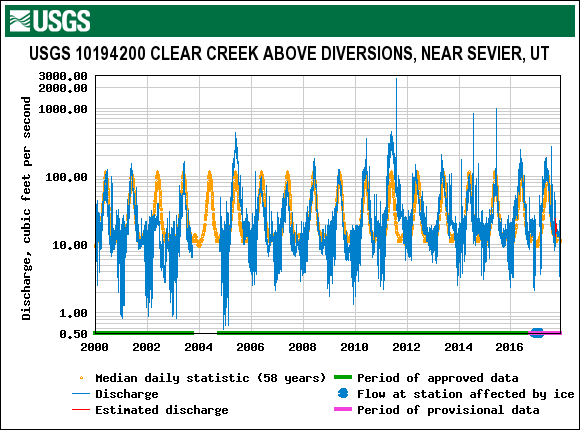 USGS
USGS 10194200 CLEAR CREEK ABOVE DIVERSIONS, NEAR SEVIER, UT
Discharge, cubic feet per second
3000.00
2000.00
1000.00
100.00
10.00
1.00
0.50
2000 2002 2004 2006 2008 2010 2012 2014 2016
Median daily statistic (58 years)
Discharge
Estimated discharge
Period of approved data
Flow at station affected by ice
Period of provisional data